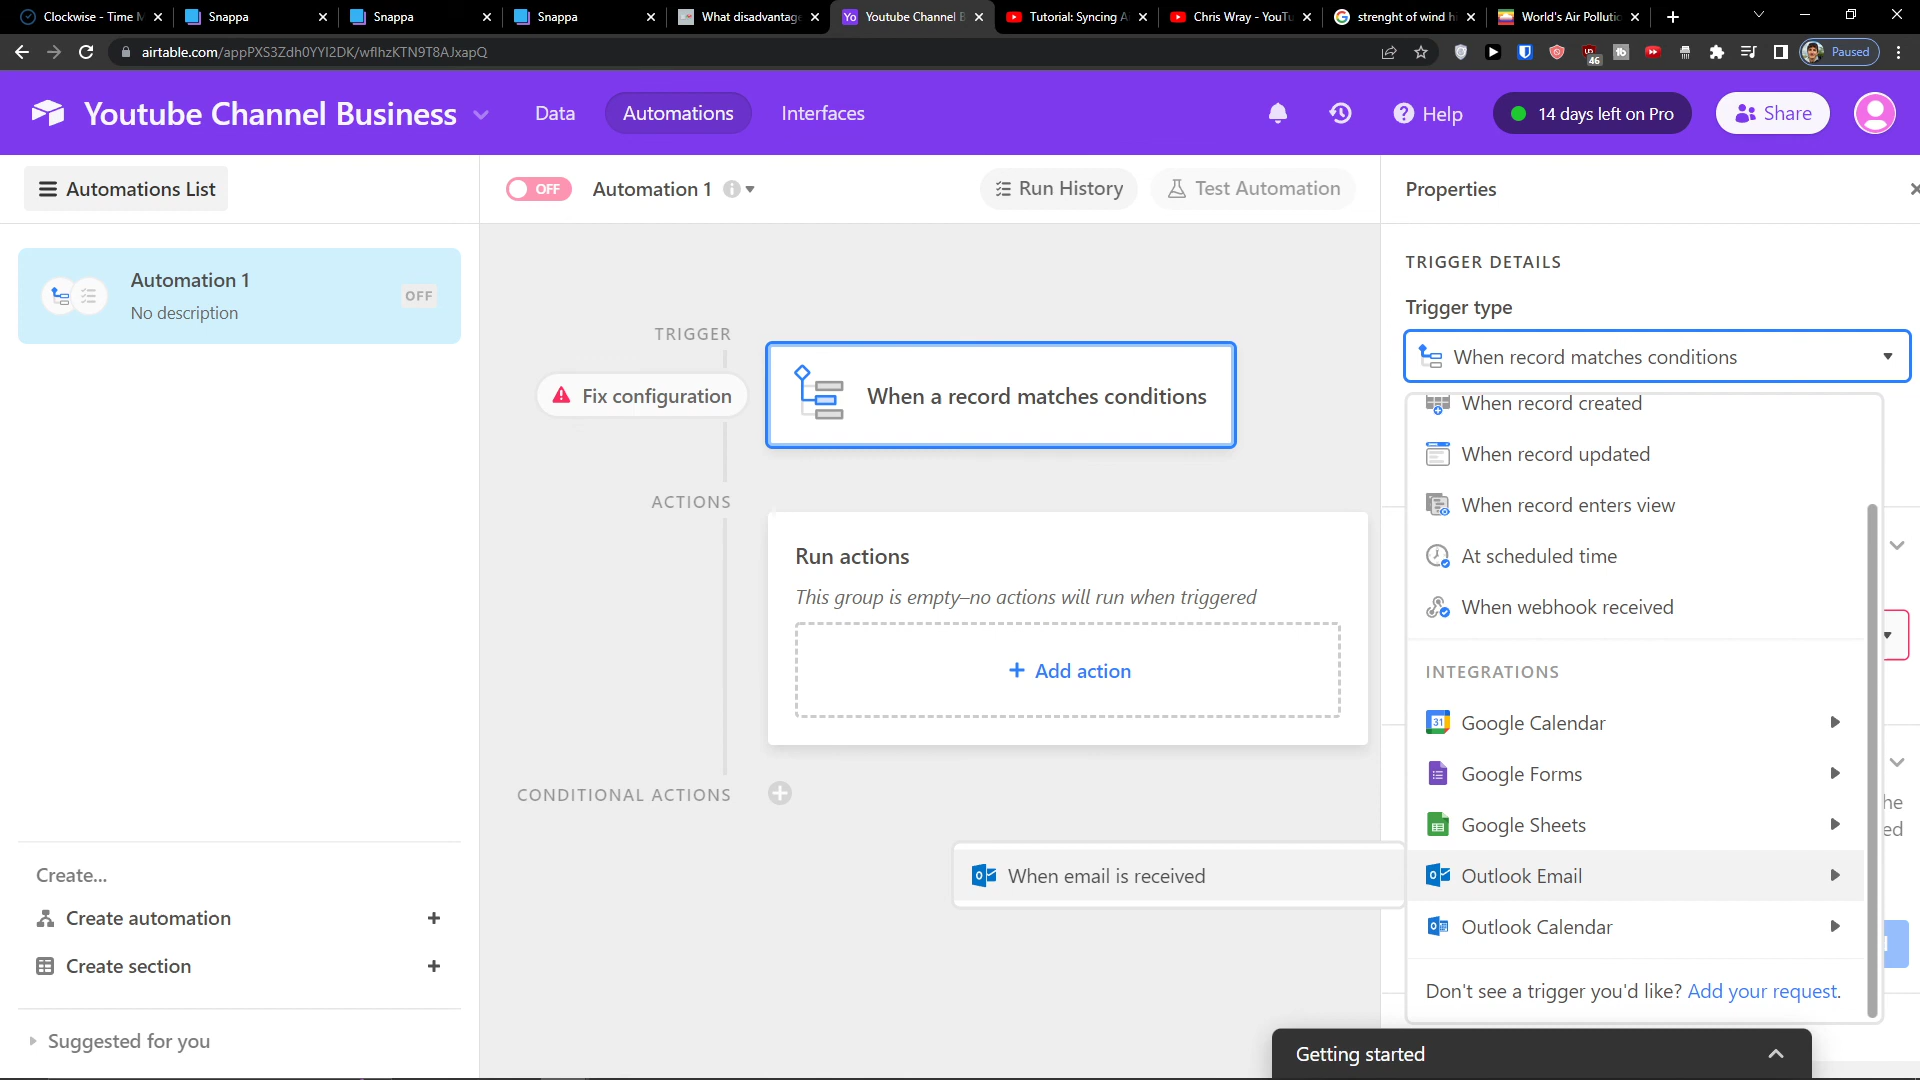 Clockwise - Time M
Snappa
Snappa
Snappa
What disadvantage
Youtube Channel B
Tutorial: Syncing A
Chris Wray - YouTu
strenght of wind h
World's Air Pollutio
airtable.com/appPXS3Zdh0YYI2DK/wflhzKTN9T8AJxapQ
46
Paused
Youtube Channel Business
Data
Automations
Interfaces
Help
14 days left on Pro
Share
Automations List
OFF
Automation 1
Run History
Test Automation
Properties
Automation 1
No description
OFF
TRIGGER
Fix configuration
When a record matches conditions
ACTIONS
Run actions
This group is empty–no actions will run when triggered
+ Add action
CONDITIONAL ACTIONS
When email is received
TRIGGER DETAILS
Trigger type
When record matches conditions
When record created
When record updated
When record enters view
At scheduled time
When webhook received
INTEGRATIONS
31
Google Calendar
Google Forms
Google Sheets
Outlook Email
Outlook Calendar
Don't see a trigger you'd like? Add your request.
he
ed
Create...
Create automation
Create section
Suggested for you
Getting started